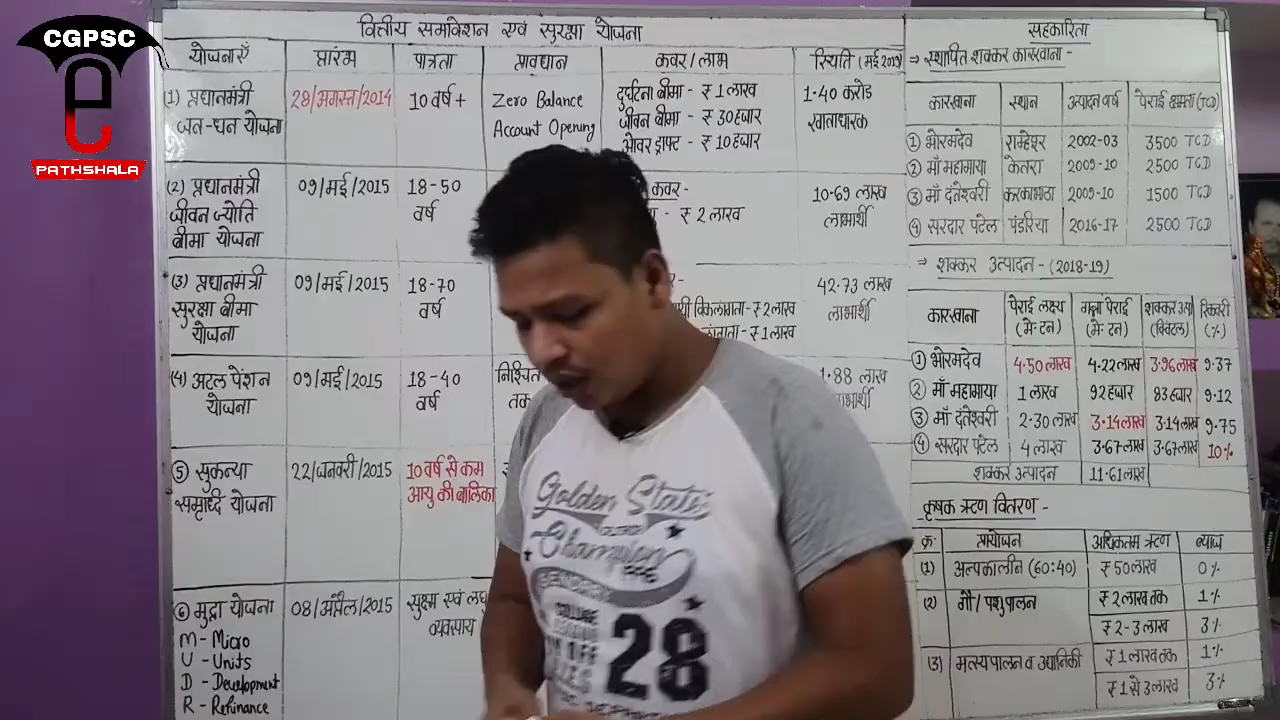 CGPSC
PATHSHALA
वित्तीय समावेशन एवं सुरक्षा योजना
योजनाएँ प्रारंभ पात्रता प्रावधान कवर/लाभ स्थिति (मई 2019)
(1) प्रधानमंत्री
जन-धन योजना
28/अगस्त/2014
10 वर्ष +
Zero Balance
Account Opening
दुर्घटना बीमा - ₹ 1 लाख
जीवन बीमा - ₹ 30 हजार
ओवर ड्राफ्ट - ₹ 10 हजार
1.40 करोड
खाताधारक
(2) प्रधानमंत्री
जीवन ज्योति
बीमा योजना
09/मई/2015
18-50
वर्ष
कवर-
- ₹ 2 लाख
10.69 लाख
लाभार्थी
(3) प्रधानमंत्री
सुरक्षा बीमा
योजना
09/मई/2015
18-70
वर्ष
विकलांगता - ₹ 2 लाख
- ₹ 1 लाख
42.73 लाख
लाभार्थी
(4) अटल पेंशन
योजना
09/मई/2015
18-40
वर्ष
निश्चित
तक
1.88 लाख
⑤ सुकन्या
समृद्धि योजना
22/जनवरी/2015
10 वर्ष से कम
आयु की बालिका
⑥ मुद्रा योजना
M - Micro
U - Units
D - Development
R - Refinance
08/अप्रैल/2015
सुक्ष्म एवं लघु
व्यवसाय
सहकारिता
→ स्थापित शक्कर कारखाना -
कारखाना स्थान उत्पादन वर्ष पेराई क्षमता (TCD)
① भोरमदेव राम्हेपुर 2002-03 3500 TCD
② माँ महामाया केतरा 2009-10 2500 TCD
③ माँ दंतेश्वरी करकाभाठा 2009-10 1500 TCD
④ सरदार पटेल पंडरिया 2016-17 2500 TCD
→ शक्कर उत्पादन - (2018-19)
कारखाना पेराई लक्ष्य (मे. टन) गन्ना पेराई (मे. टन) शक्कर उत्पा (क्विंटल) रिकवरी (%)
① भोरमदेव 4.50 लाख 4.22 लाख 3.96 लाख 9.37
② माँ महामाया 1 लाख 92 हजार 83 हजार 9.12
③ माँ दंतेश्वरी 2.30 लाख 3.14 लाख 3.14 लाख 9.75
④ सरदार पटेल 4 लाख 3.67 लाख 3.67 लाख 10%
शक्कर उत्पादन 11.61 लाख
कृषक ऋण वितरण -
क्र. प्रायोजन अधिकतम ऋण ब्याज
(1) अल्पकालीन (60:40) ₹ 50 लाख 0%
(2) गौ/पशुपालन ₹ 2 लाख तक 1%
₹ 2-3 लाख 3%
(3) मत्स्यपालन व उद्यानिकी ₹ 1 लाख तक 1%
₹ 1 से 3 लाख 3%
Golden State
Champion
28